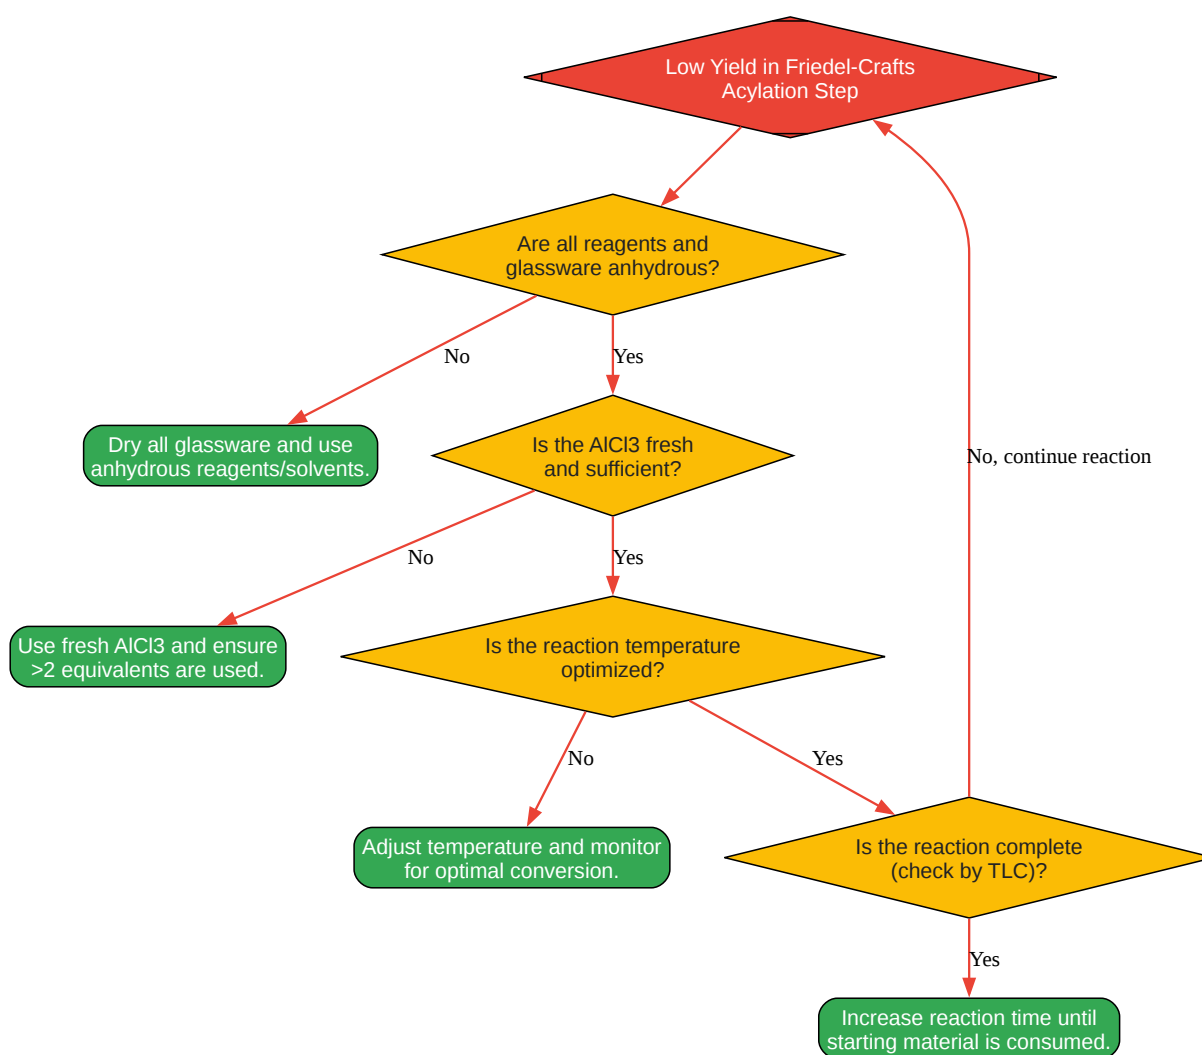 Low Yield in Friedel-Crafts
Acylation Step
Are all reagents and
glassware anhydrous?
No
Yes
Dry all glassware and use
anhydrous reagents/solvents.
Is the AlCl3 fresh
and sufficient?
No, continue reaction
No
Yes
Use fresh AlCl3 and ensure
>2 equivalents are used.
Is the reaction temperature
optimized?
No
Yes
Adjust temperature and monitor
for optimal conversion.
Is the reaction complete
(check by TLC)?
Yes
Increase reaction time until
starting material is consumed.